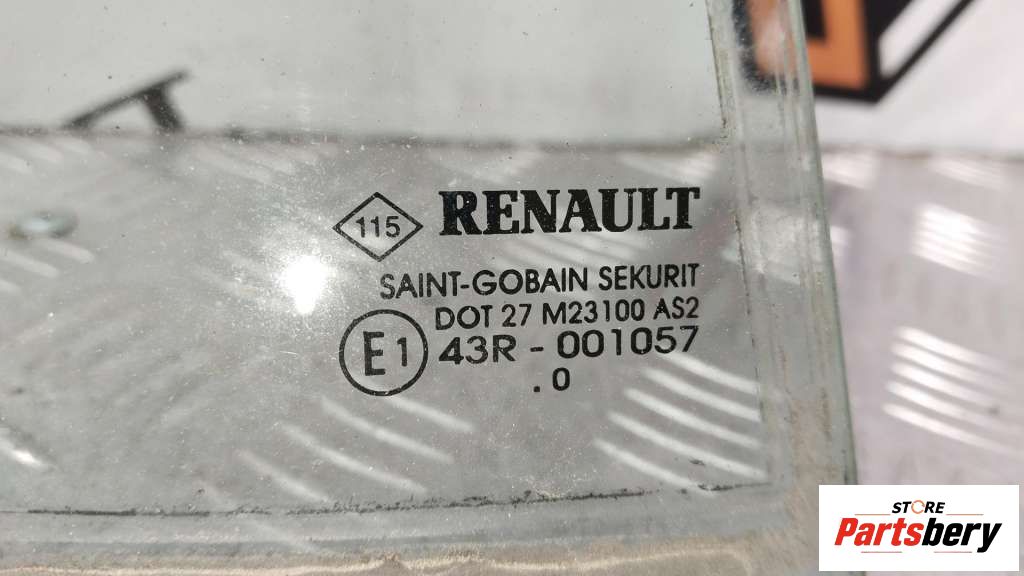 115 RENAULT
SAINT-GOBAIN SEKURIT
DOT 27 M23100 AS2
E1 43R - 001057
. 0
STORE
Partsbery